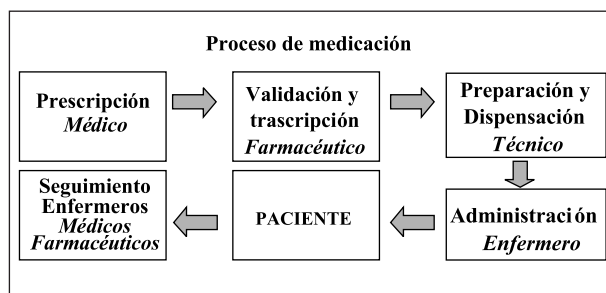 Proceso de medicación
Prescripción
Médico
Validación y
trascripción
Farmacéutico
Preparación y
Dispensación
Técnico
Seguimiento
Enfermeros
Médicos
Farmacéuticos
PACIENTE
Administración
Enfermero